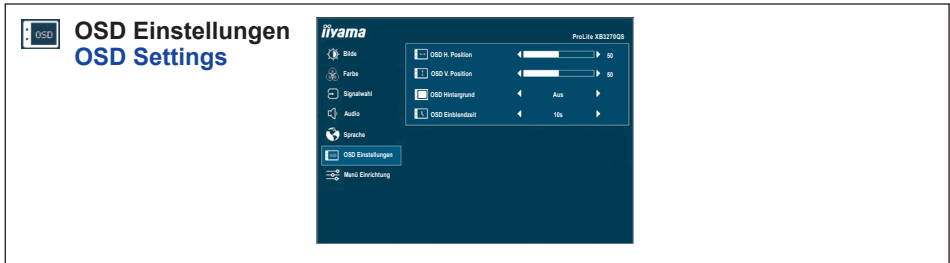 OSD
OSD Einstellungen
OSD Settings
iiyama
ProLite XB3270QS
Bilde
Farbe
Signalwahl
Audio
Sprache
OSD Einstellungen
Menü Einrichtung
OSD H. Position 50
OSD V. Position 50
OSD Hintergrund Aus
OSD Einblendzeit 10s